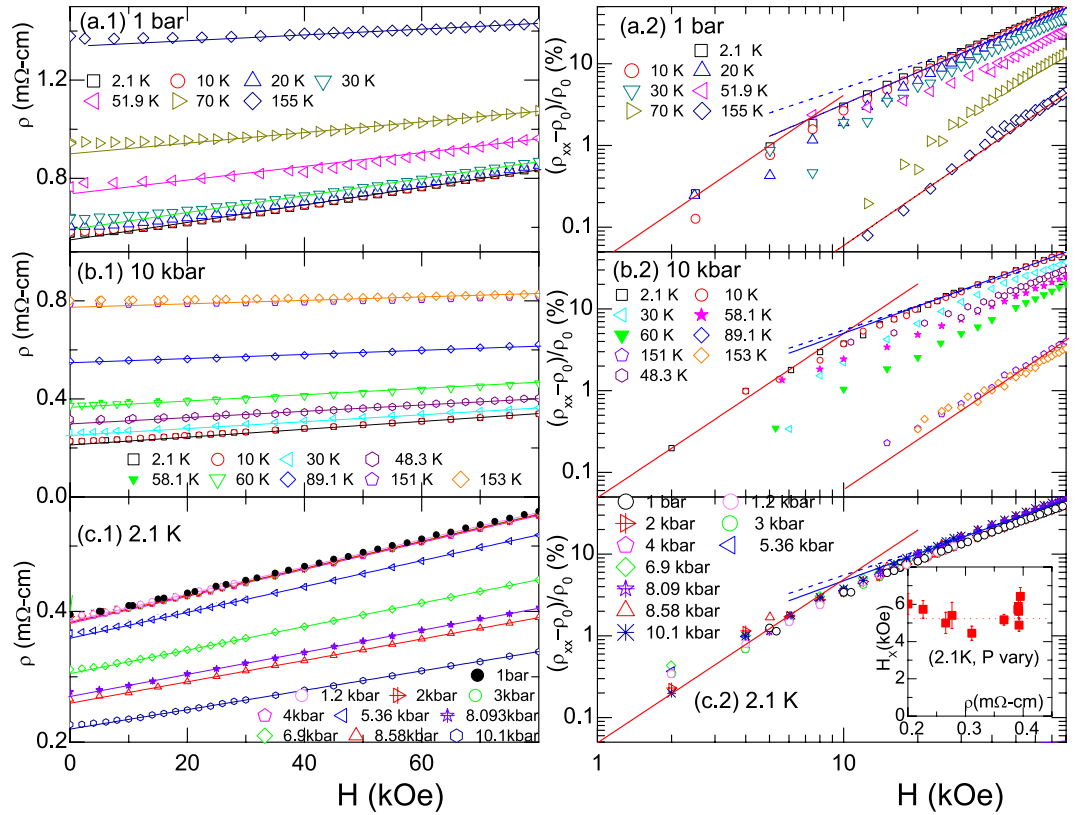 (a.1) 1 bar
1.4
1.2
0.8
ρ (mΩ-cm)
2.1 K 10 K 20 K 30 K
51.9 K 70 K 155 K
(b.1) 10 kbar
0.8
0.4
0.0
ρ (mΩ-cm)
2.1 K 10 K 30 K 48.3 K
58.1 K 60 K 89.1 K 151 K 153 K
(c.1) 2.1 K
0.4
0.2
ρ (mΩ-cm)
1bar
1.2 kbar 2kbar 3kbar
4kbar 5.36 kbar 8.093kbar
6.9kbar 8.58kbar 10.1kbar
0 20 40 60
H (kOe)
(a.2) 1 bar
10
1
0.1
(ρxx−ρ0)/ρ0 (%)
2.1 K
10 K 20 K
30 K 51.9 K
70 K 155 K
(b.2) 10 kbar
10
1
0.1
(ρxx−ρ0)/ρ0 (%)
2.1 K 10 K
30 K 58.1 K
60 K 89.1 K
151 K 153 K
48.3 K
10
1
0.1
(ρxx−ρ0)/ρ0 (%)
1 bar 1.2 kbar
2 kbar 3 kbar
4 kbar 5.36 kbar
6.9 kbar
8.09 kbar
8.58 kbar
10.1 kbar
(c.2) 2.1 K
6
4
2
0
HX(kOe)
(2.1K, P vary)
ρ(mΩ-cm)
0.2 0.3 0.4
1 10
H (kOe)